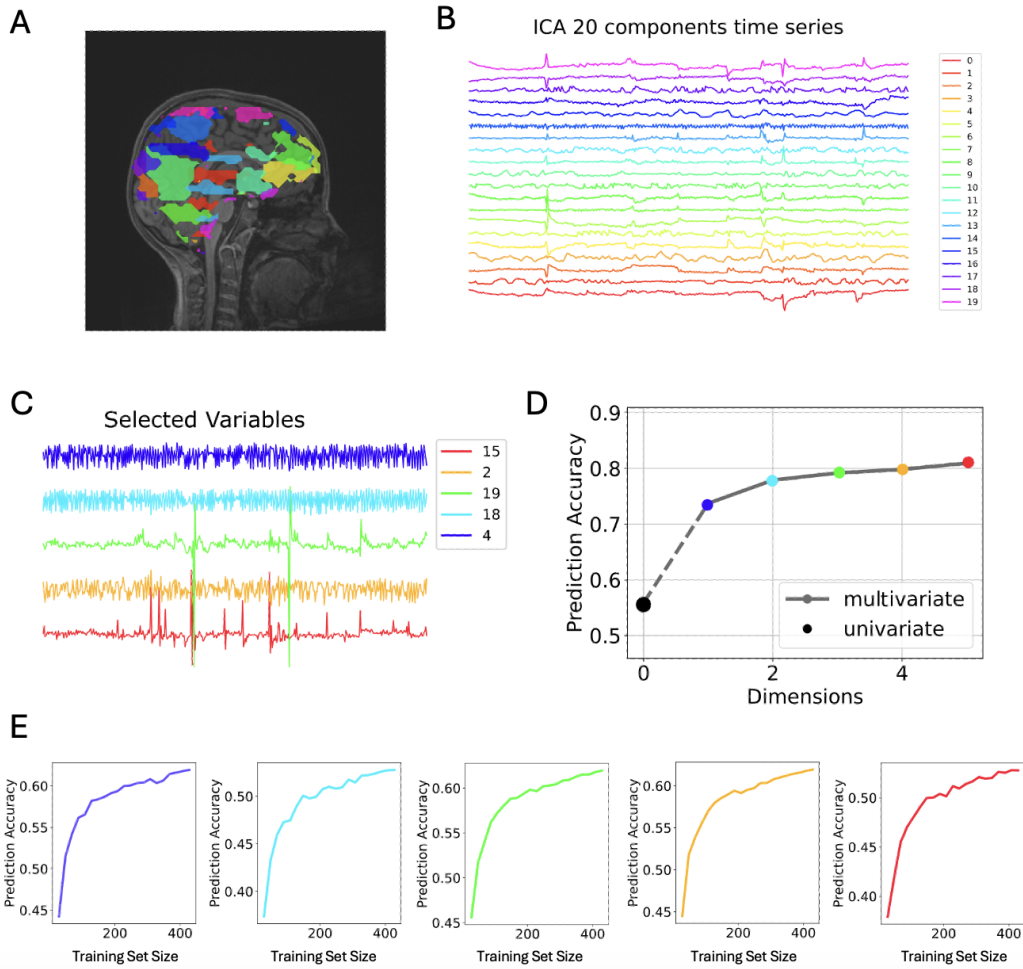 A
B
ICA 20 components time series
0
1
2
3
4
5
6
7
8
9
10
11
12
13
14
15
16
17
18
19
C
Selected Variables
15
2
19
18
4
D
Prediction Accuracy
0.9
0.8
0.7
0.6
0.5
multivariate
univariate
0 2 4
Dimensions
E
Prediction Accuracy
0.60
0.55
0.50
0.45
200 400
Training Set Size
Prediction Accuracy
0.50
0.45
0.40
200 400
Training Set Size
Prediction Accuracy
0.60
0.55
0.50
0.45
200 400
Training Set Size
Prediction Accuracy
0.60
0.55
0.50
0.45
200 400
Training Set Size
Prediction Accuracy
0.50
0.45
0.40
200 400
Training Set Size